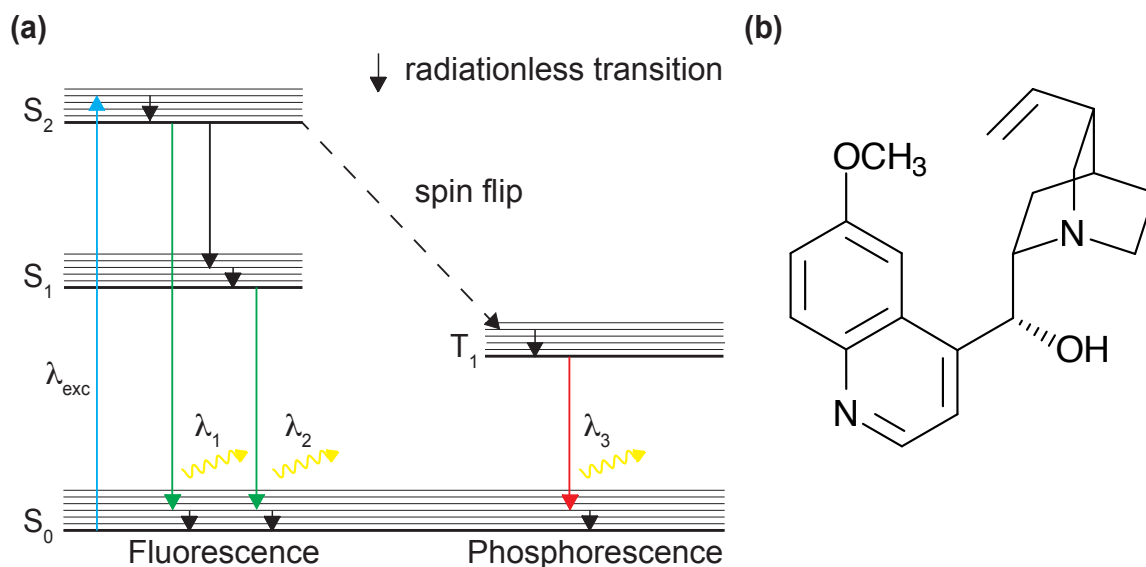 (a)
(b)
radiationless transition
S2
OCH3
spin flip
N
S1
T1
OH
λexc
λ1
λ2
λ3
N
S0
Fluorescence
Phosphorescence